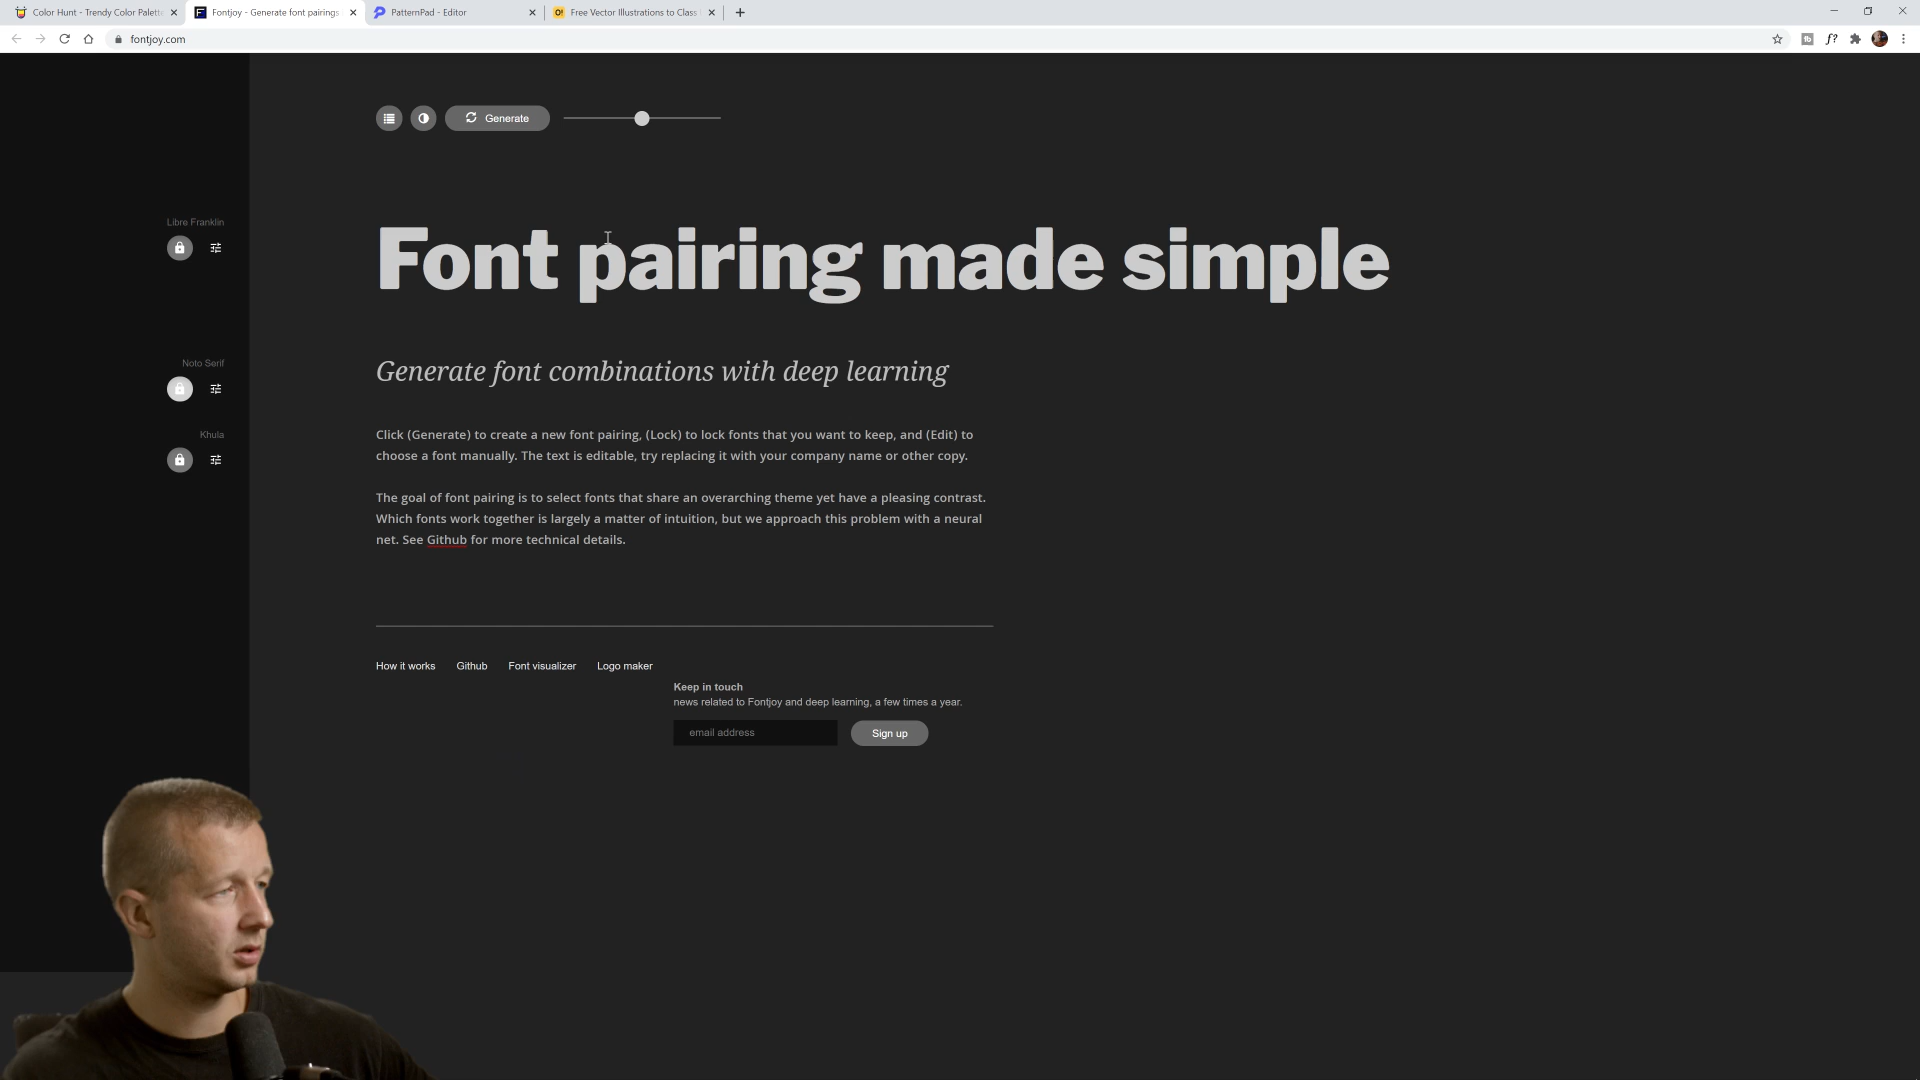 Color Hunt - Trendy Color Palette
Fontjoy - Generate font pairings
PatternPad - Editor
Free Vector Illustrations to Class
fontjoy.com
Generate
Libre Franklin
Font pairing made simple
Noto Serif
Generate font combinations with deep learning
Khula
Click (Generate) to create a new font pairing, (Lock) to lock fonts that you want to keep, and (Edit) to
choose a font manually. The text is editable, try replacing it with your company name or other copy.
The goal of font pairing is to select fonts that share an overarching theme yet have a pleasing contrast.
Which fonts work together is largely a matter of intuition, but we approach this problem with a neural
net. See Github for more technical details.
How it works Github Font visualizer Logo maker
Keep in touch
news related to Fontjoy and deep learning, a few times a year.
email address
Sign up